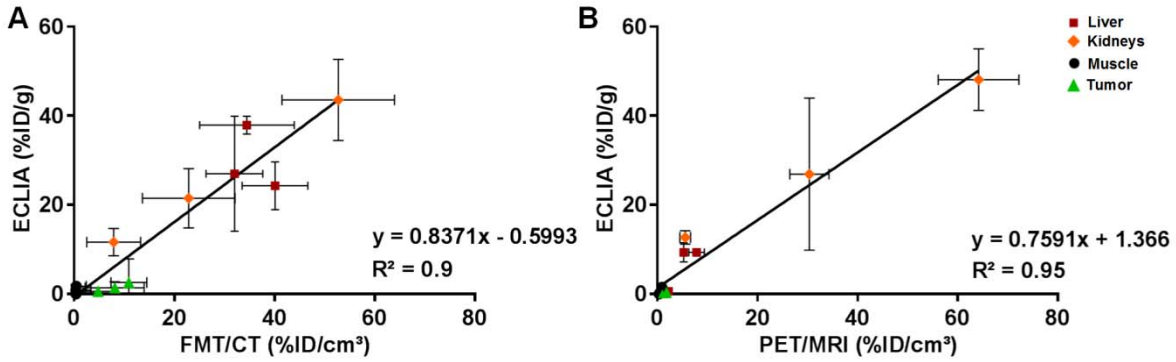 A
60
40
20
0
ECLIA (%ID/g)
y = 0.8371x - 0.5993
R² = 0.9
0 20 40 60 80
FMT/CT (%ID/cm³)
B
60
40
20
0
ECLIA (%ID/g)
Liver
Kidneys
Muscle
Tumor
y = 0.7591x + 1.366
R² = 0.95
0 20 40 60 80
PET/MRI (%ID/cm³)